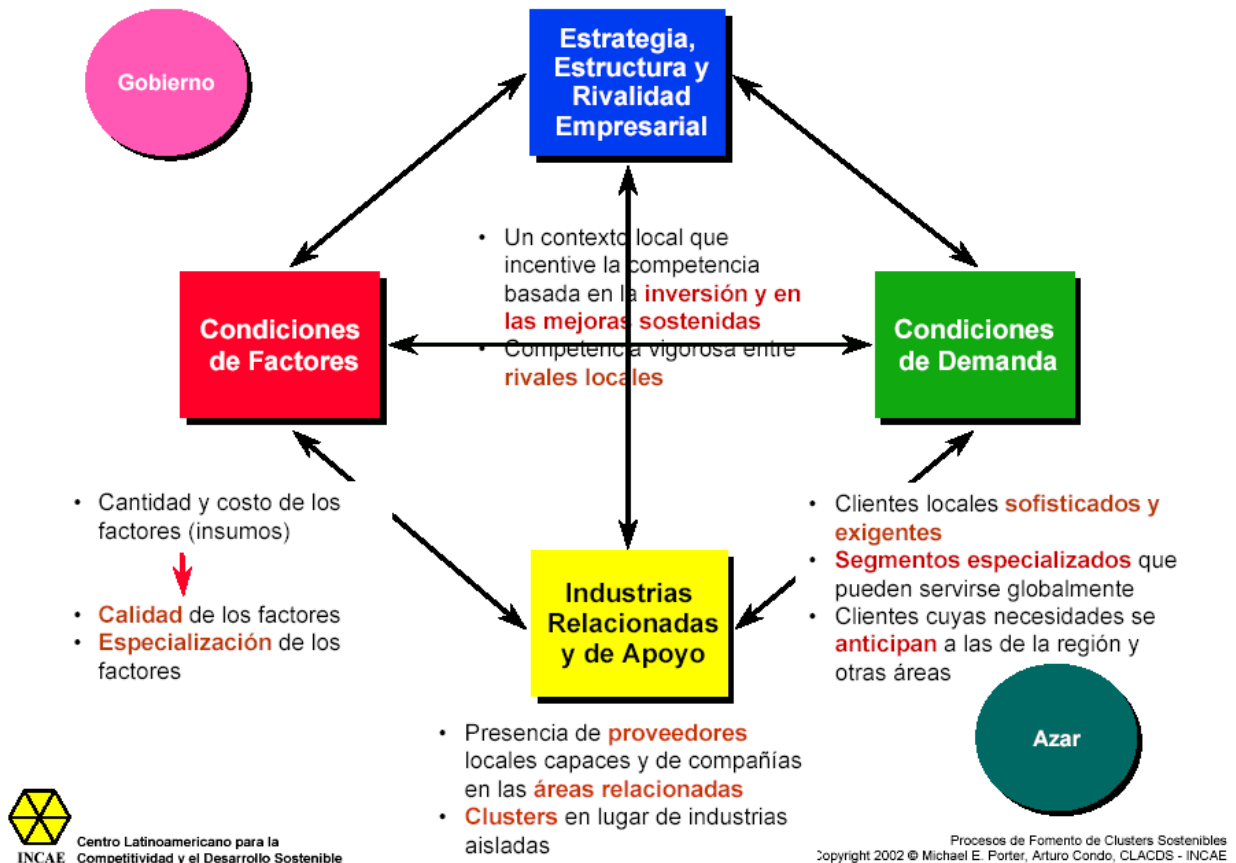 Gobierno
Estrategia,
Estructura y
Rivalidad
Empresarial
• Un contexto local que
incentive la competencia
basada en la inversión y en
las mejoras sostenidas
• Competencia vigorosa entre
rivales locales
Condiciones
de Factores
Condiciones
de Demanda
• Cantidad y costo de los
factores (insumos)
• Calidad de los factores
• Especialización de los
factores
Industrias
Relacionadas
y de Apoyo
• Clientes locales sofisticados y
exigentes
• Segmentos especializados que
pueden servirse globalmente
• Clientes cuyas necesidades se
anticipan a las de la región y
otras áreas
• Presencia de proveedores
locales capaces y de compañías
en las áreas relacionadas
• Clusters en lugar de industrias
aisladas
Azar
INCAE
Centro Latinoamericano para la
Competitividad y el Desarrollo Sostenible
Procesos de Fomento de Clusters Sostenibles
Copyright 2002 © Michael E. Porter, Arturo Condo, CLACDS - INCAE